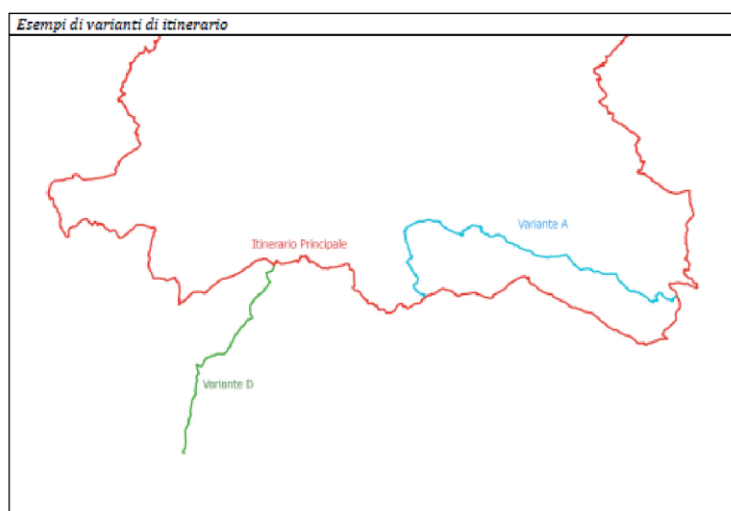 Esempi di varianti di itinerario
Variante A
Itinerario Principale
Variante D